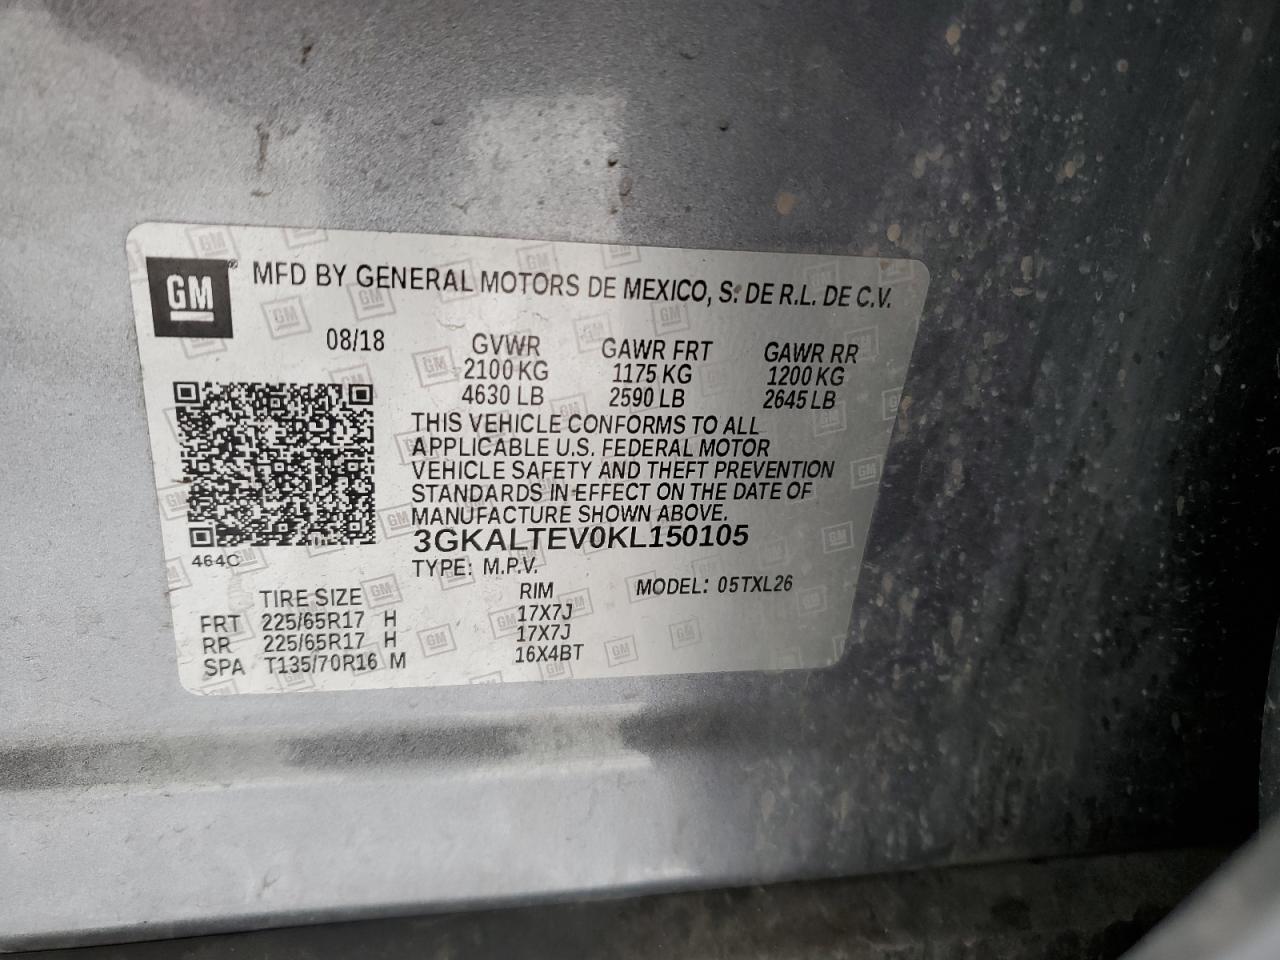 GM® MFD BY GENERAL MOTORS DE MEXICO, S. DE R.L. DE C.V.
08/18 GVWR GAWR FRT GAWR RR
2100 KG 1175 KG 1200 KG
4630 LB 2590 LB 2645 LB
THIS VEHICLE CONFORMS TO ALL
APPLICABLE U.S. FEDERAL MOTOR
VEHICLE SAFETY AND THEFT PREVENTION
STANDARDS IN EFFECT ON THE DATE OF
MANUFACTURE SHOWN ABOVE.
3GKALTEV0KL150105
464C
TYPE: M.P.V. MODEL: 05TXL26
TIRE SIZE RIM
FRT 225/65R17 H 17X7J
RR 225/65R17 H 17X7J
SPA T135/70R16 M 16X4BT